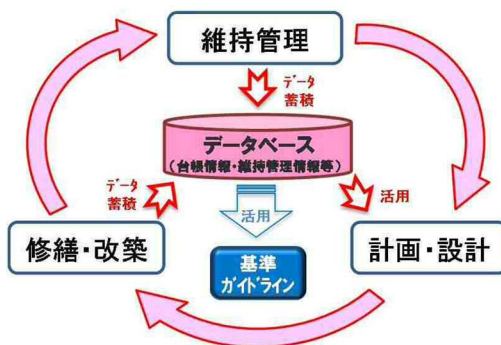 維持管理
データ
蓄積
データベース
(台帳情報・維持管理情報等)
データ
蓄積
活用
活用
修繕・改築
計画・設計
基準
ガイドライン